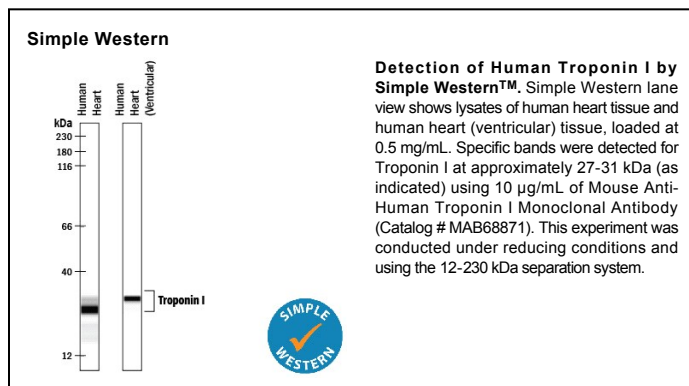 Simple Western
Human
Heart
Human
Heart
(Ventricular)
kDa
230
180
116
66
40
12
Troponin I
SIMPLE
WESTERN
Detection of Human Troponin I by
Simple Western™. Simple Western lane
view shows lysates of human heart tissue and
human heart (ventricular) tissue, loaded at
0.5 mg/mL. Specific bands were detected for
Troponin I at approximately 27-31 kDa (as
indicated) using 10 µg/mL of Mouse Anti-
Human Troponin I Monoclonal Antibody
(Catalog # MAB68871). This experiment was
conducted under reducing conditions and
using the 12-230 kDa separation system.